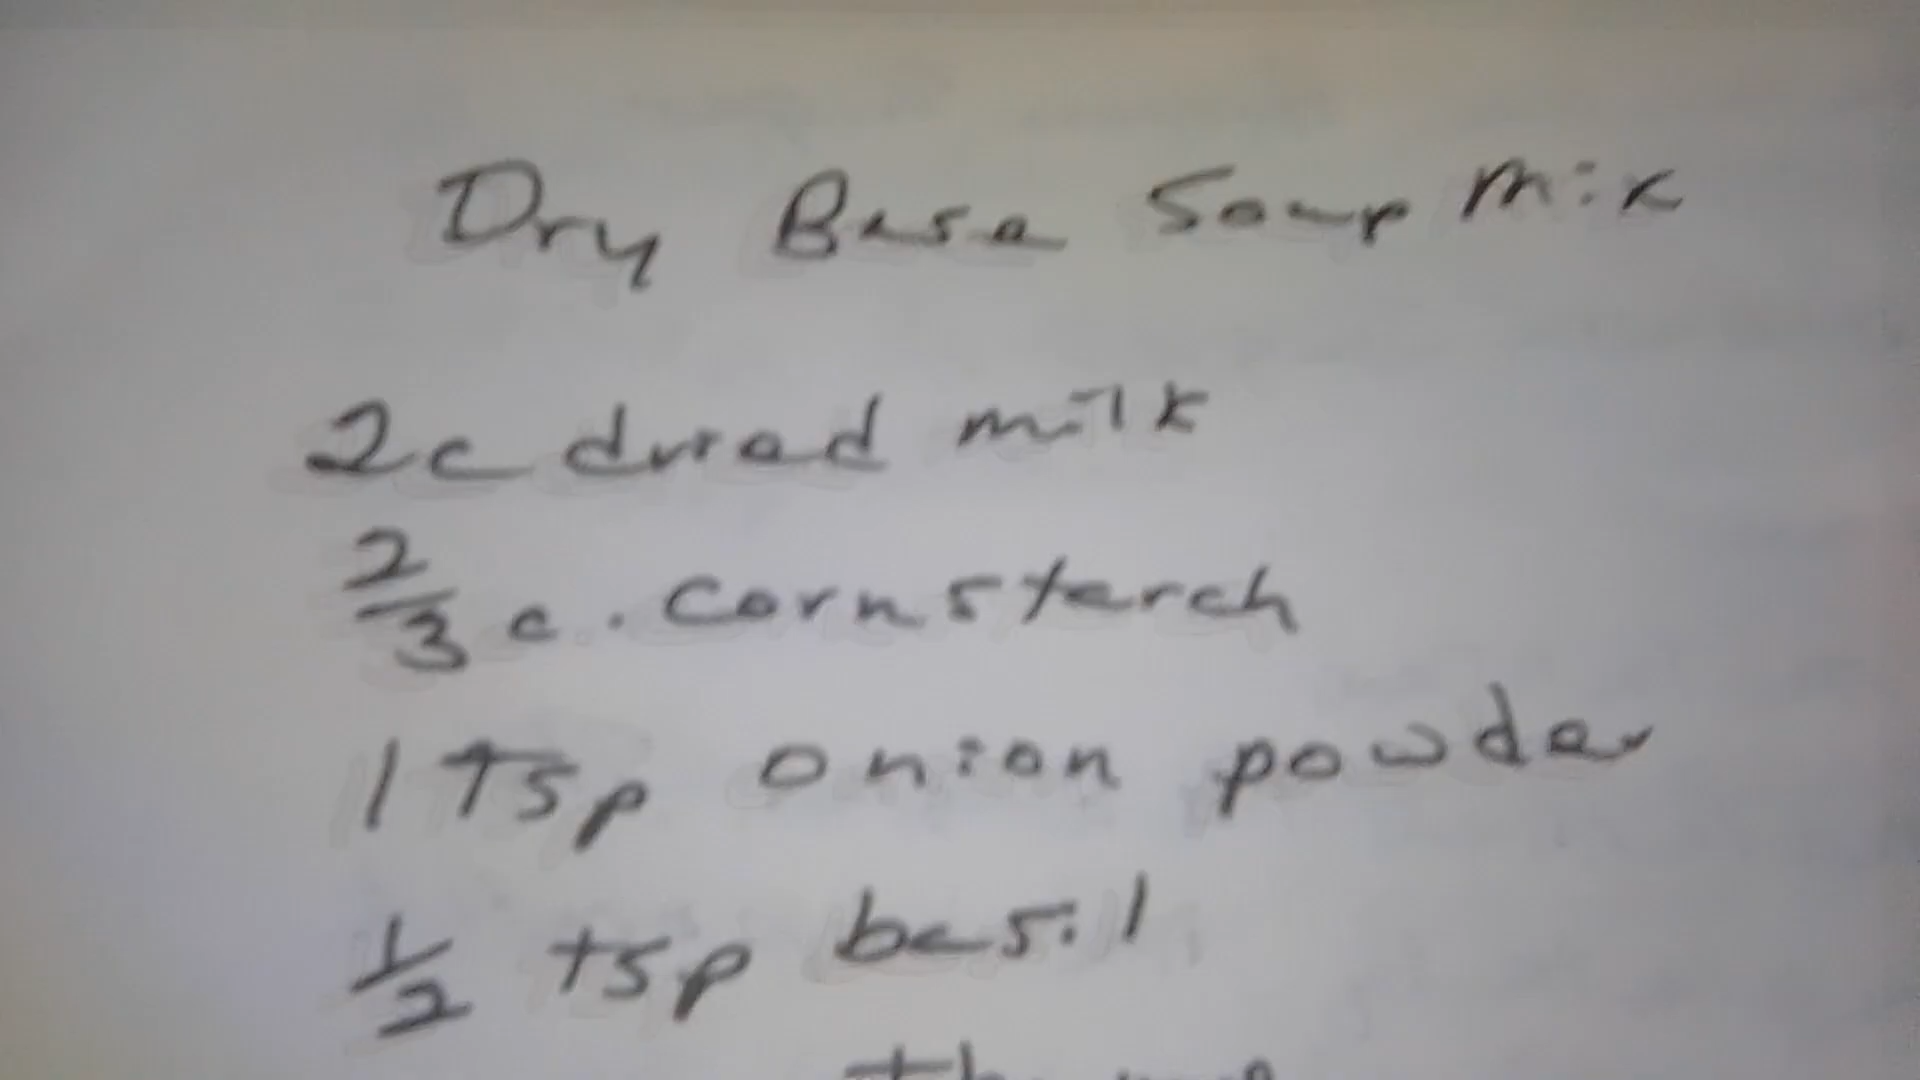 Dry Base Soup Mix
2c dried milk
2/3 c. cornstarch
1 tsp onion powder
1/2 tsp basil